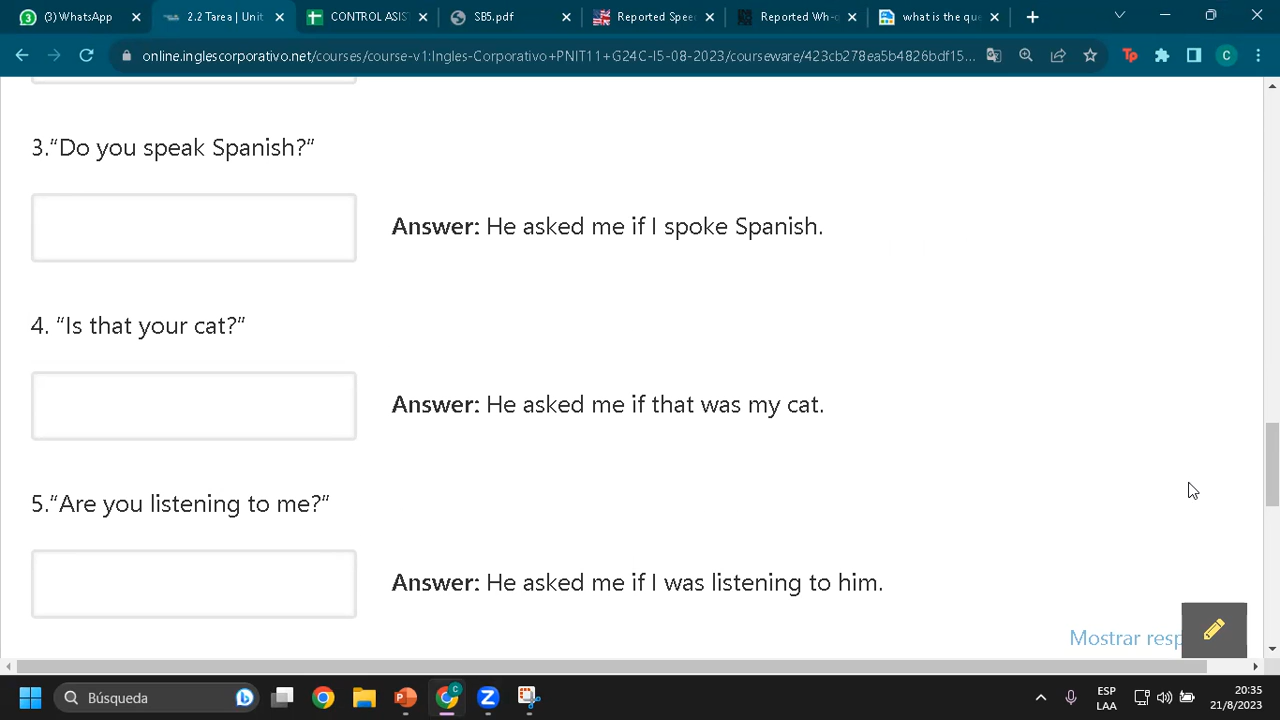 (3) WhatsApp
2.2 Tarea | Unit
CONTROL ASIS
SB5.pdf
Reported Spee
Reported Wh-q
what is the que
online.inglescorporativo.net/courses/course-v1:Ingles-Corporativo+PNIT11+G24C-I5-08-2023/courseware/423cb278ea5b4826bdf15...
3.“Do you speak Spanish?”
Answer: He asked me if I spoke Spanish.
4. “Is that your cat?”
Answer: He asked me if that was my cat.
5.“Are you listening to me?”
Answer: He asked me if I was listening to him.
Mostrar resp
Búsqueda
ESP
LAA
20:35
21/8/2023